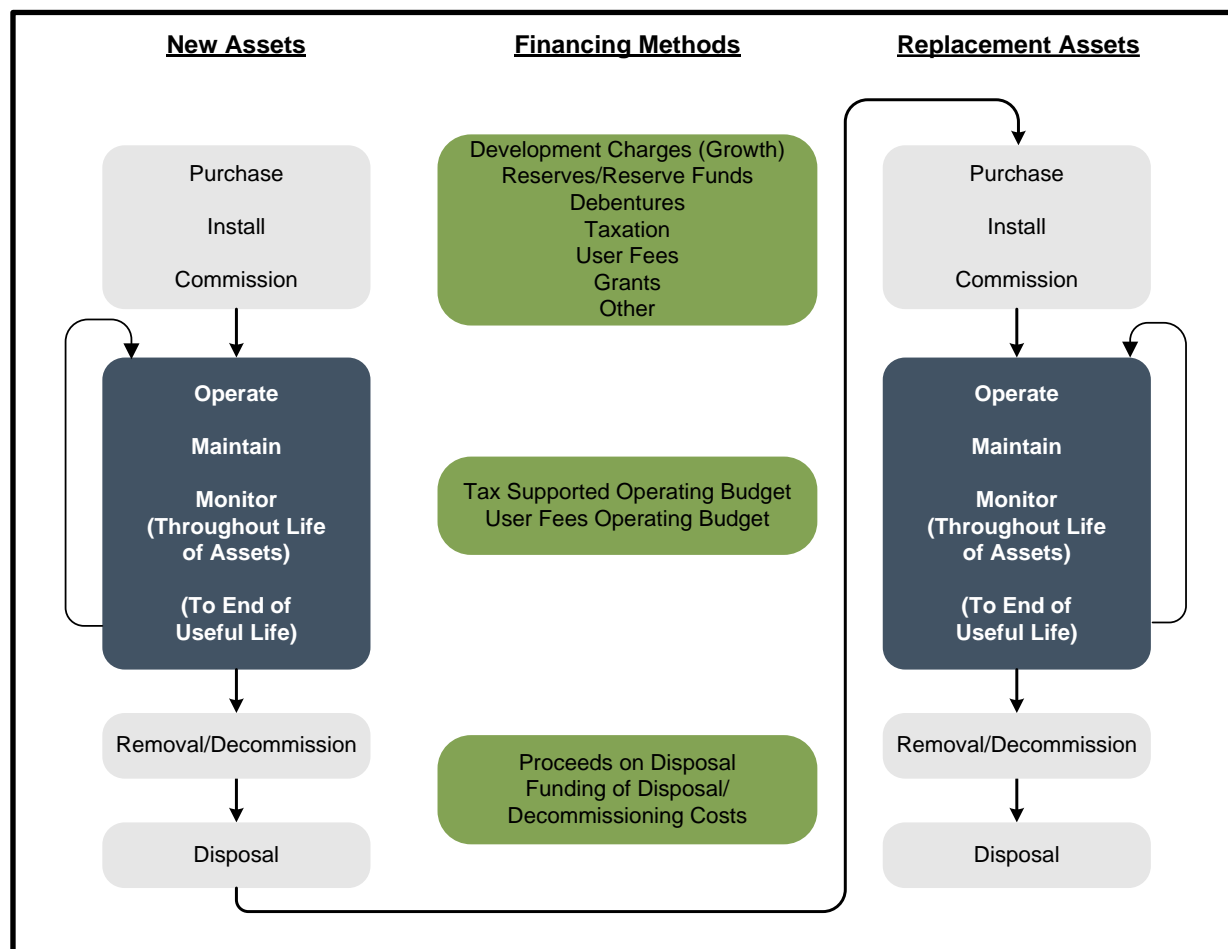 New Assets
Purchase
Install
Commission
Operate
Maintain
Monitor
(Throughout Life
of Assets)
(To End of
Useful Life)
Removal/Decommission
Disposal
Financing Methods
Development Charges (Growth)
Reserves/Reserve Funds
Debentures
Taxation
User Fees
Grants
Other
Tax Supported Operating Budget
User Fees Operating Budget
Proceeds on Disposal
Funding of Disposal/
Decommissioning Costs
Replacement Assets
Purchase
Install
Commission
Operate
Maintain
Monitor
(Throughout Life
of Assets)
(To End of
Useful Life)
Removal/Decommission
Disposal